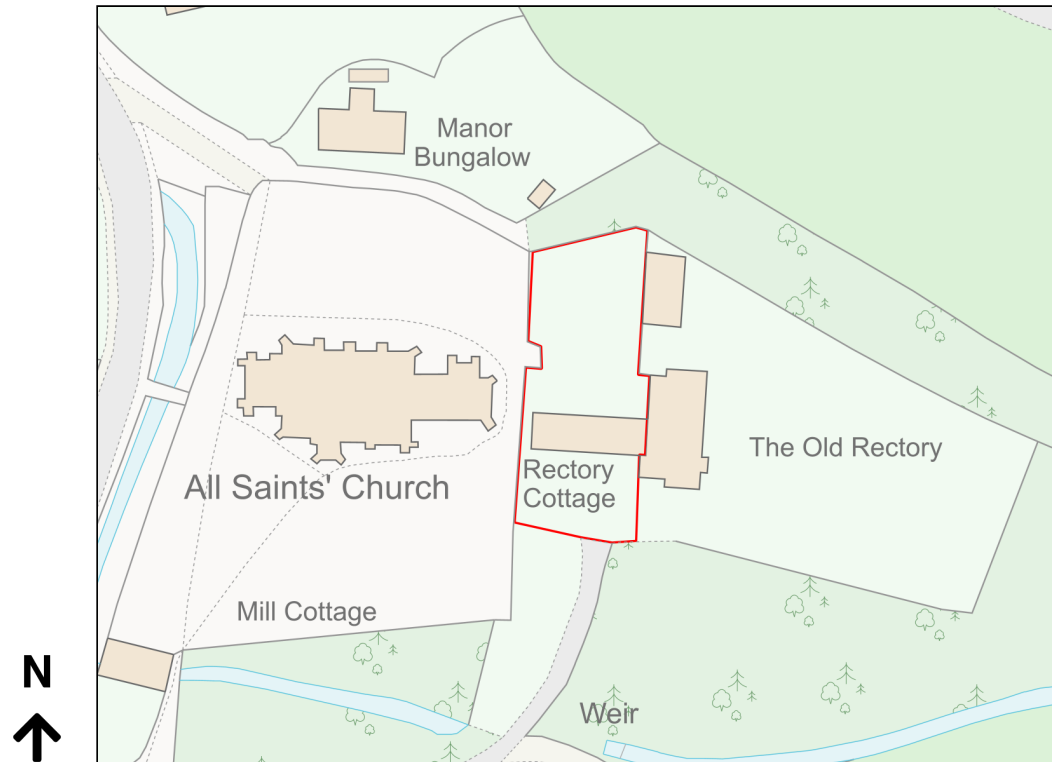 Manor
Bungalow
The Old Rectory
Rectory
Cottage
All Saints' Church
Mill Cottage
N
Weir